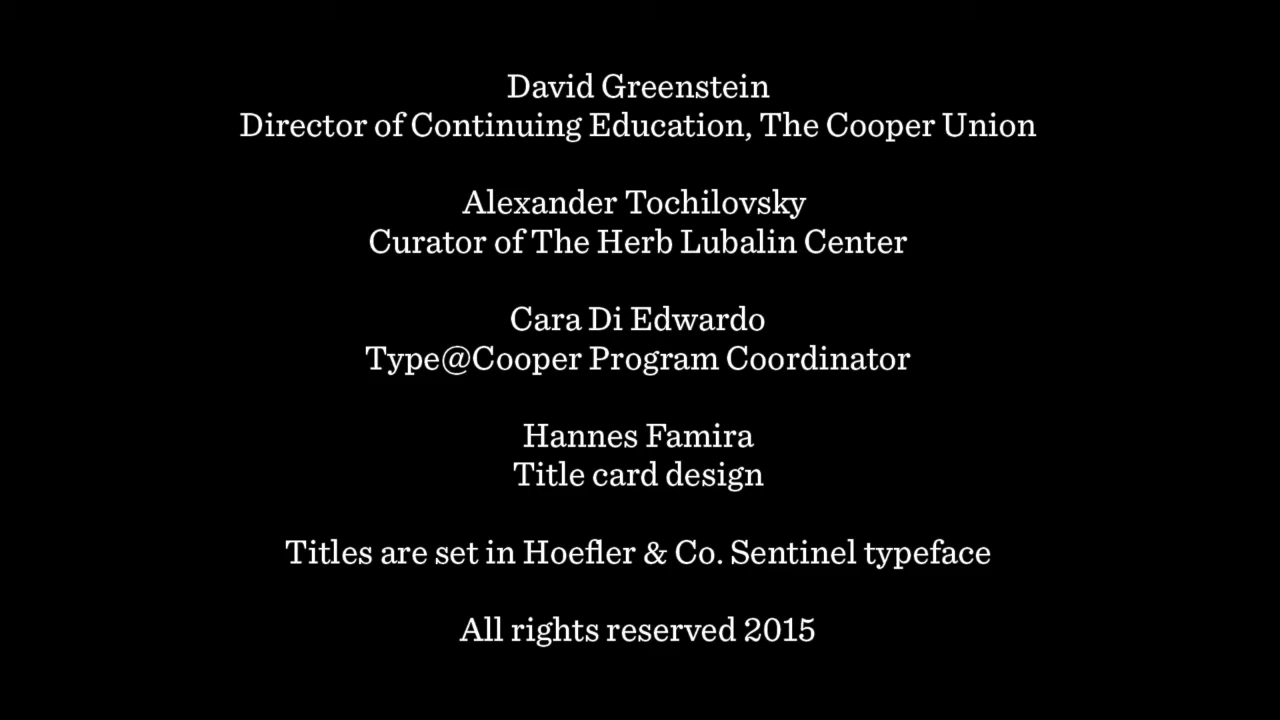 David Greenstein
Director of Continuing Education, The Cooper Union
Alexander Tochilovsky
Curator of The Herb Lubalin Center
Cara Di Edwardo
Type@Cooper Program Coordinator
Hannes Famira
Title card design
Titles are set in Hoefler & Co. Sentinel typeface
All rights reserved 2015